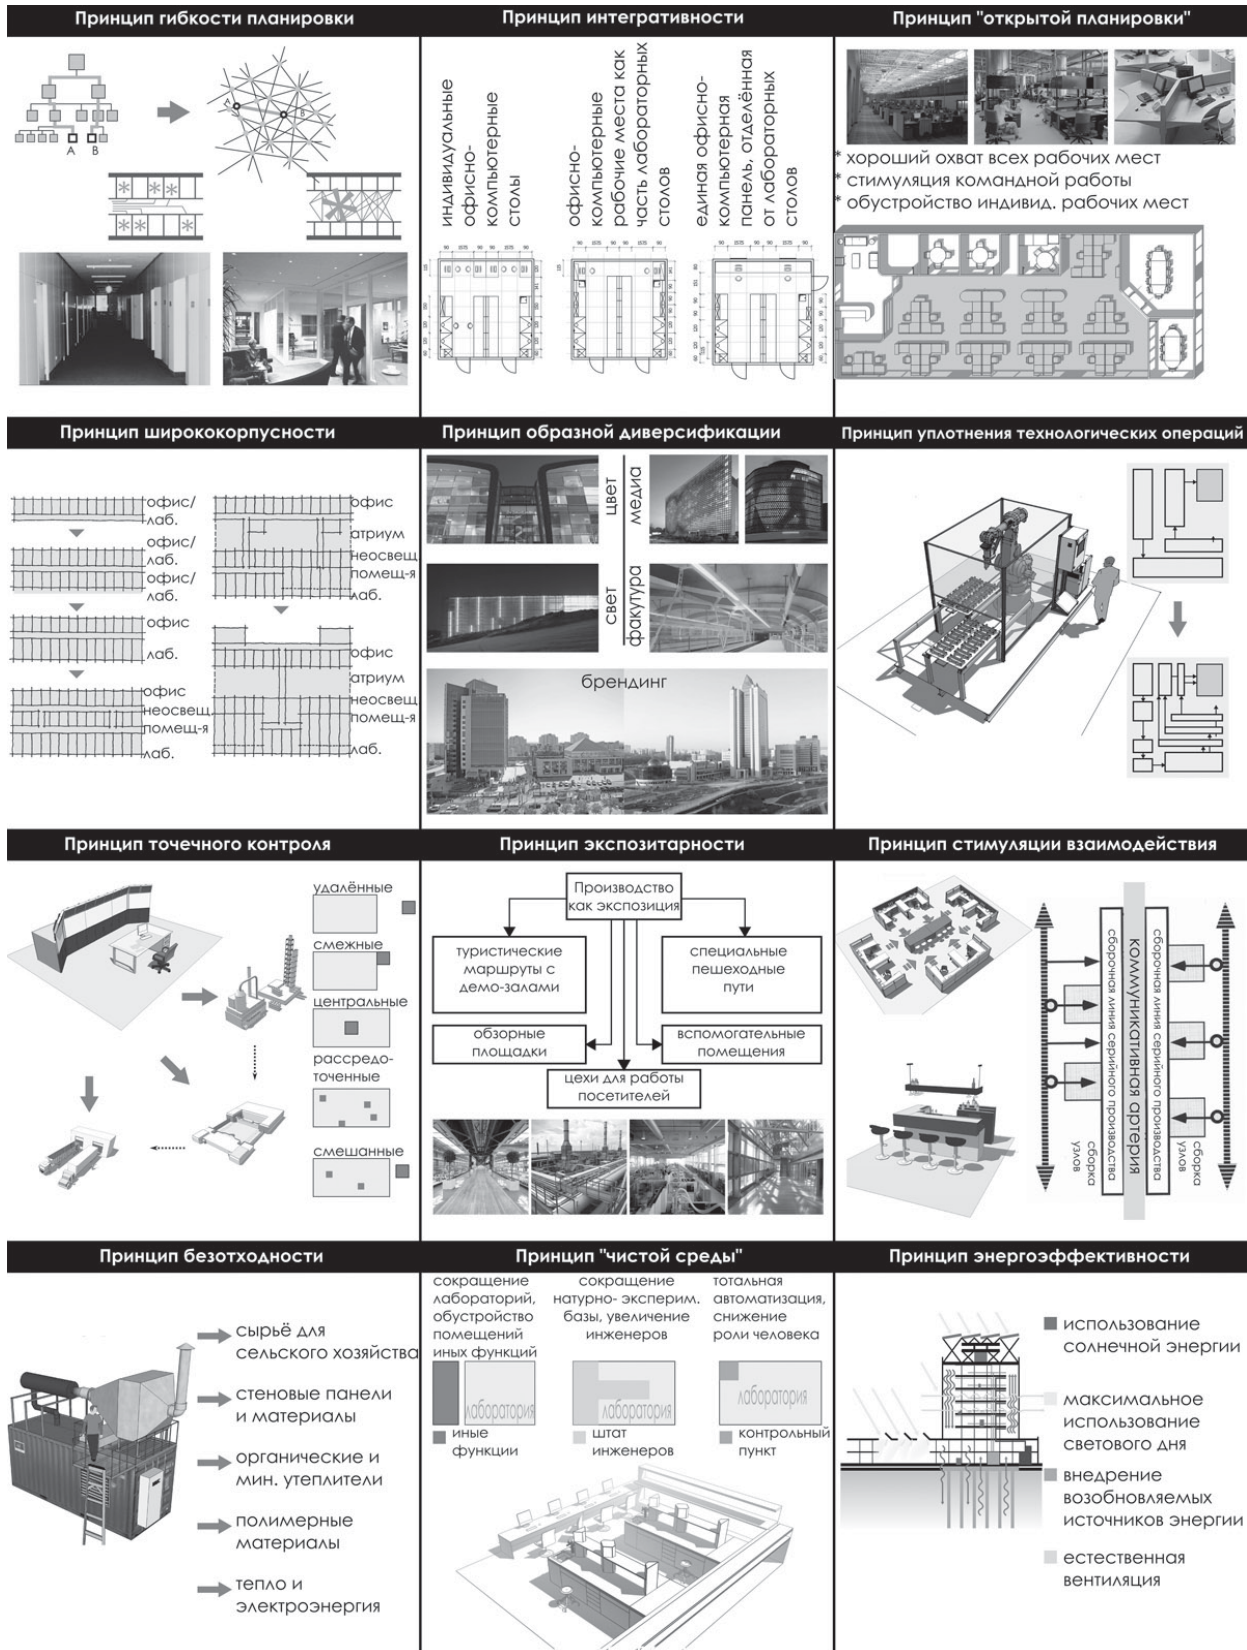 Принцип гибкости планировки
A
B
A
B
Принцип интегративности
индивидуальные
офисно-
компьютерные
столы
офисно-
компьютерные
рабочие места как
часть лабораторных
столов
единая офисно-
компьютерная
панель, отделённая
от лабораторных
столов
Принцип "открытой планировки"
* хороший охват всех рабочих мест
* стимуляция командной работы
* обустройство индивид. рабочих мест
Принцип ширококорпусности
офис/
лаб.
офис/
лаб.
офис/
лаб.
офис
лаб.
офис
неосвещ.
помещ-я
лаб.
офис
атриум
неосвещ.
помещ-я
лаб.
офис
атриум
неосвещ.
помещ-я
лаб.
Принцип образной диверсификации
цвет
медиа
свет
факутура
брендинг
Принцип уплотнения технологических операций
Принцип точечного контроля
удалённые
смежные
центральные
рассредо-
точенные
смешанные
Принцип экспозитарности
Производство
как экспозиция
туристические
маршруты с
демо-залами
специальные
пешеходные
пути
обзорные
площадки
вспомогательные
помещения
цехи для работы
посетителей
Принцип стимуляции взаимодействия
сборочная линия серийного производства
коммуникативная артерия
сборочная линия серийного производства
сборка
узлов
сборка
узлов
Принцип безотходности
сырьё для
сельского хозяйства
стеновые панели
и материалы
органические и
мин. утеплители
полимерные
материалы
тепло и
электроэнергия
Принцип "чистой среды"
сокращение
лабораторий,
обустройство
помещений
иных функций
лаборатория
иные
функции
сокращение
натурно- эксперим.
базы, увеличение
инженеров
лаборатория
штат
инженеров
тотальная
автоматизация,
снижение
роли человека
лаборатория
контрольный
пункт
Принцип энергоэффективности
использование
солнечной энергии
максимальное
использование
светового дня
внедрение
возобновляемых
источников энергии
естественная
вентиляция